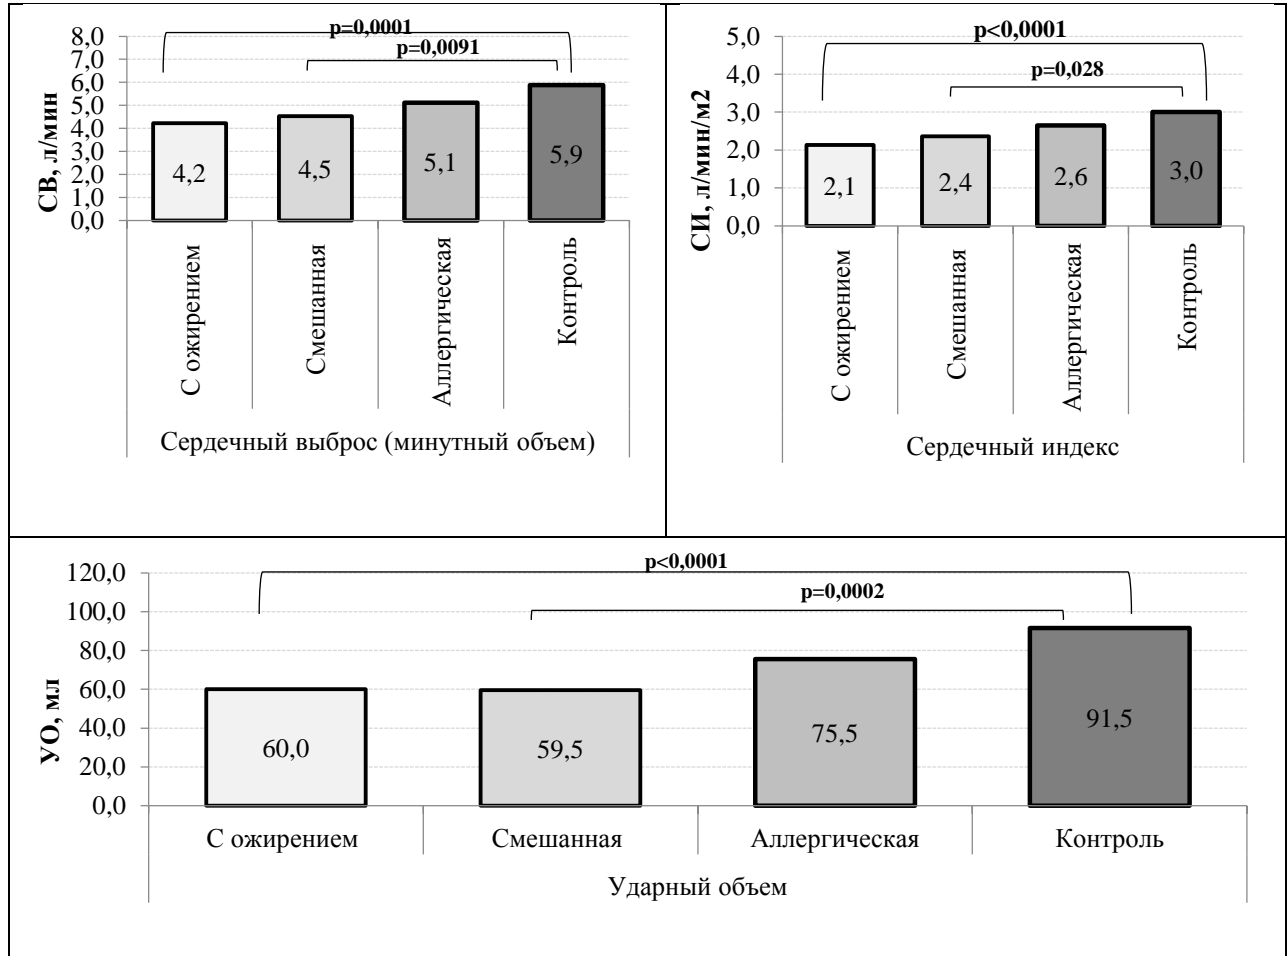 p=0,0001
p=0,0091
СВ, л/мин
8,0
7,0
6,0
5,0
4,0
3,0
2,0
1,0
0,0
4,2
4,5
5,1
5,9
С ожирением
Смешанная
Аллергическая
Контроль
Сердечный выброс (минутный объем)
p<0,0001
p=0,028
СИ, л/мин/м2
5,0
4,0
3,0
2,0
1,0
0,0
2,1
2,4
2,6
3,0
С ожирением
Смешанная
Аллергическая
Контроль
Сердечный индекс
p<0,0001
p=0,0002
УО, мл
120,0
100,0
80,0
60,0
40,0
20,0
0,0
60,0
59,5
75,5
91,5
С ожирением
Смешанная
Аллергическая
Контроль
Ударный объем